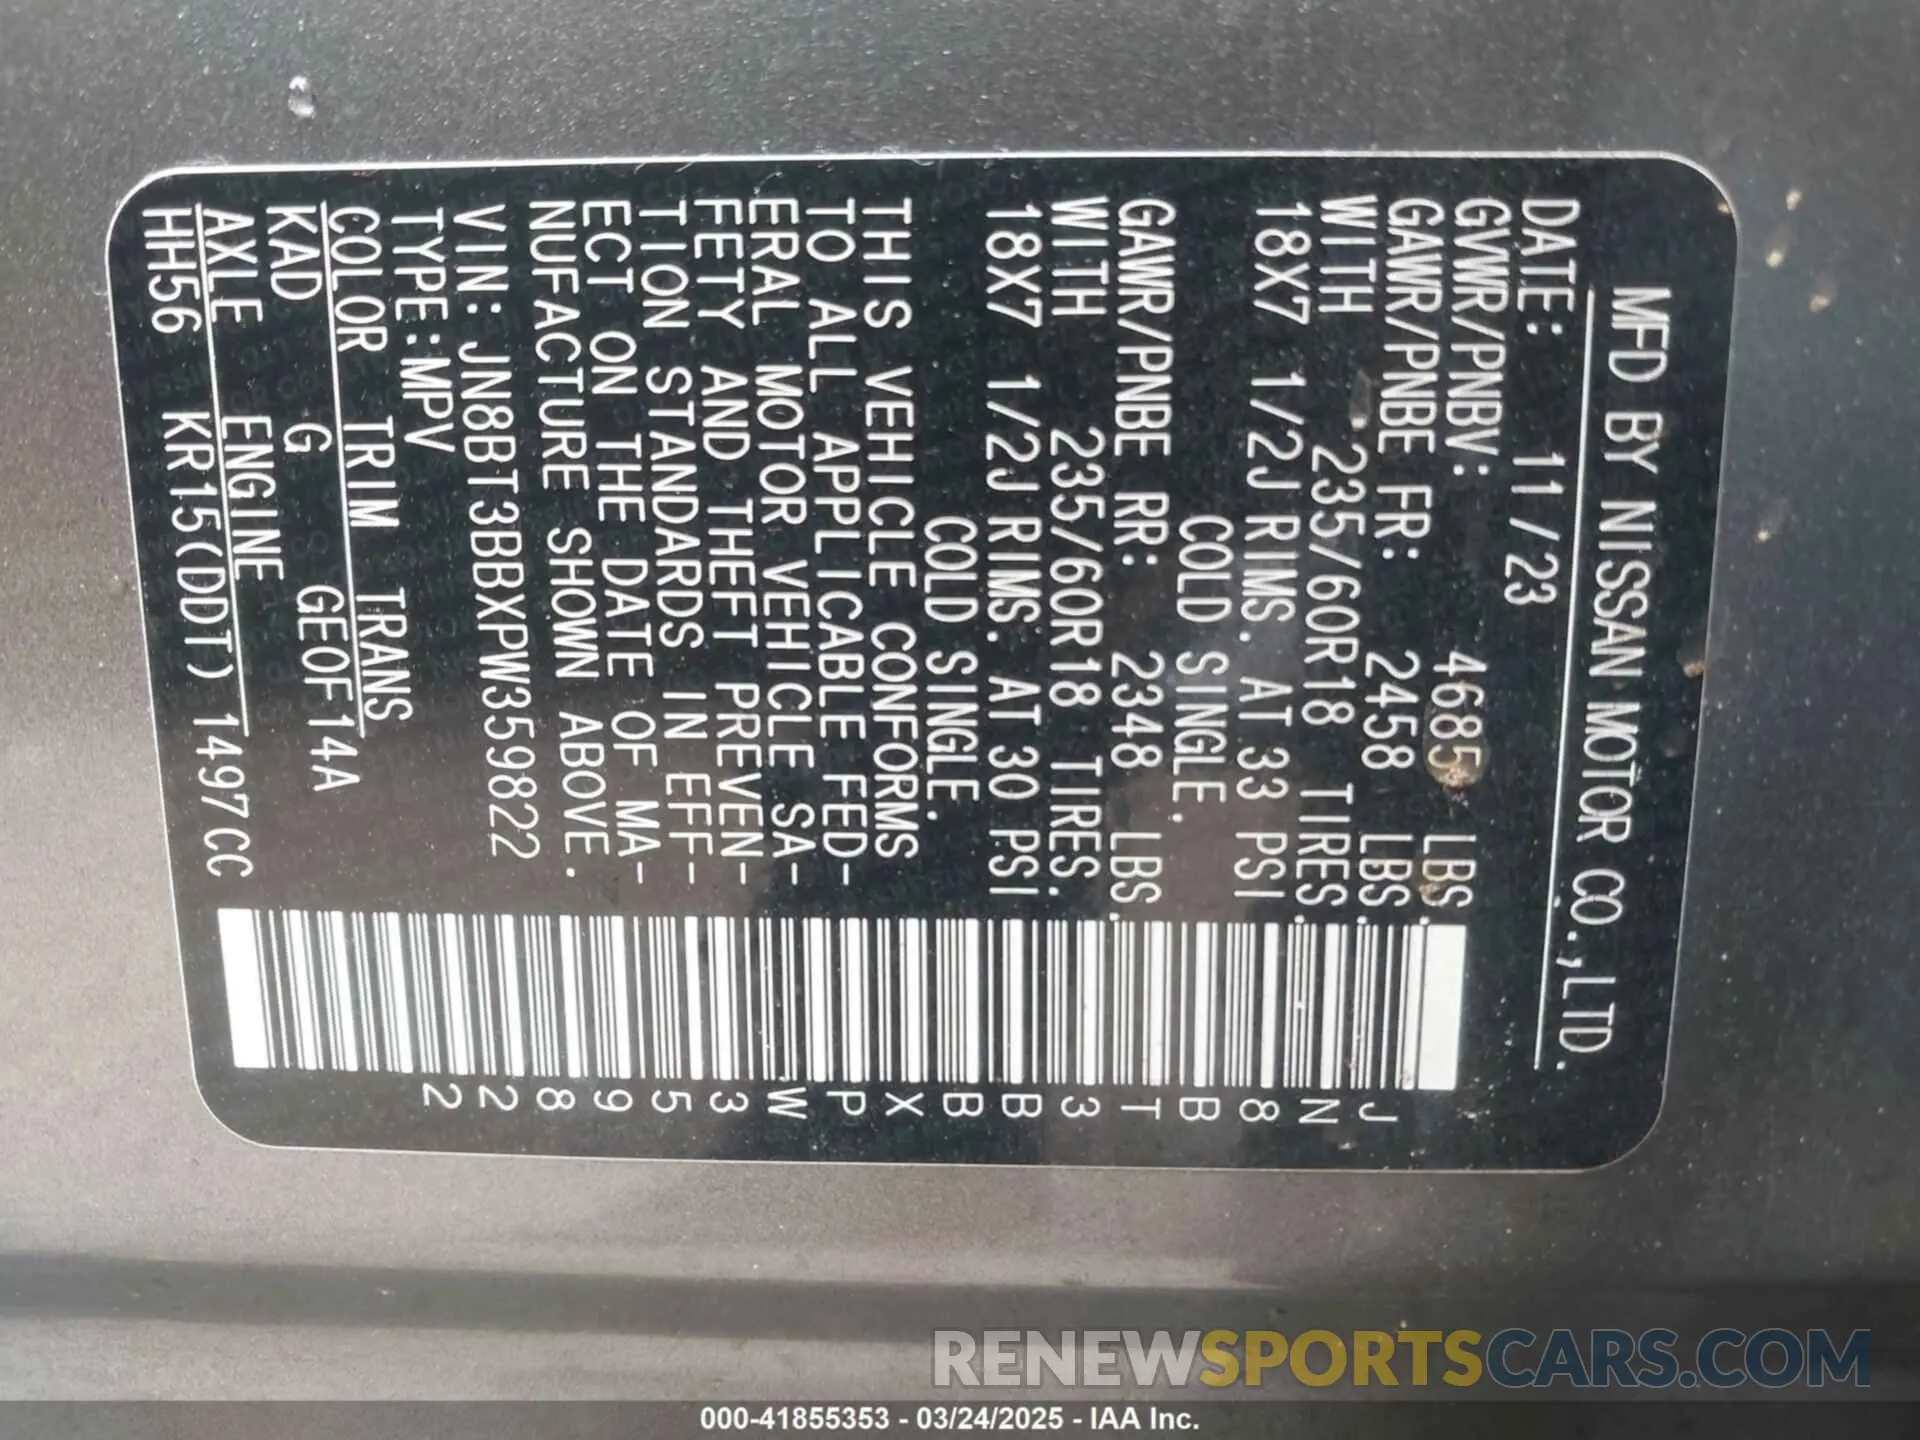 MFD BY NISSAN MOTOR CO.,LTD.
DATE: 11/23
GVWR/PNBV: 4685 LBS.
GAWR/PNBE FR: 2458 LBS.
WITH 235/60R18 TIRES.
18X7 1/2J RIMS. AT 33 PSI
COLD SINGLE.
GAWR/PNBE RR: 2348 LBS.
WITH 235/60R18 TIRES.
18X7 1/2J RIMS. AT 30 PSI
COLD SINGLE.
THIS VEHICLE CONFORMS
TO ALL APPLICABLE FED-
ERAL MOTOR VEHICLE SA-
FETY AND THEFT PREVEN-
TION STANDARDS IN EFF-
ECT ON THE DATE OF MA-
NUFACTURE SHOWN ABOVE.
VIN: JN8BT3BBXPW359822
TYPE:MPV
COLOR TRIM TRANS
KAD G GE0F14A
AXLE ENGINE
HH56 KR15(DDT) 1497CC
JN8BT3BBXPW359822
RENEWSPORTSCARS.COM
000-41855353 - 03/24/2025 - IAA Inc.